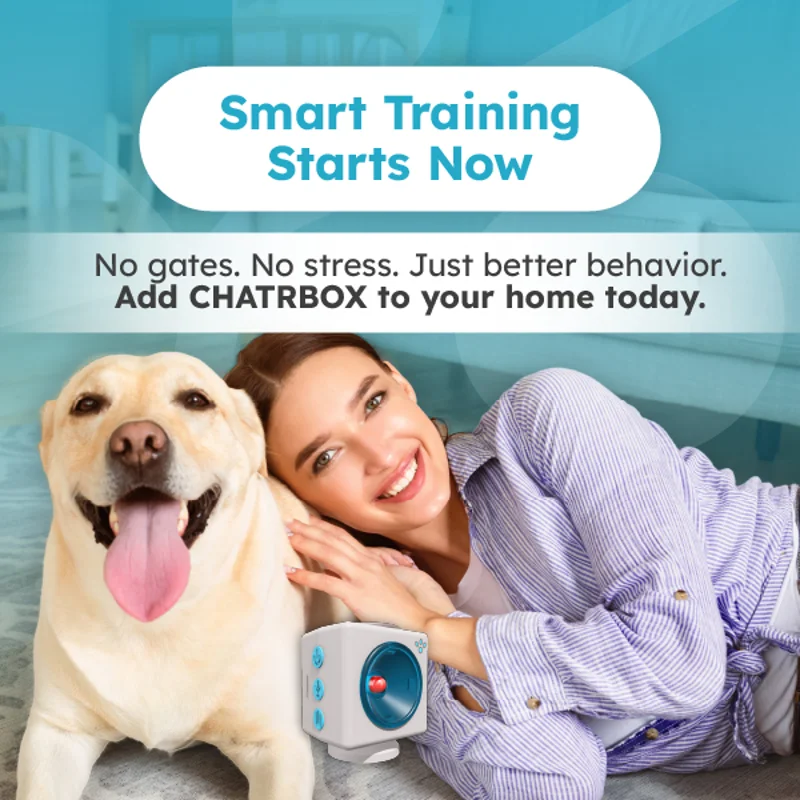 Smart Training
Starts Now
No gates. No stress. Just better behavior.
Add CHATRBOX to your home today.